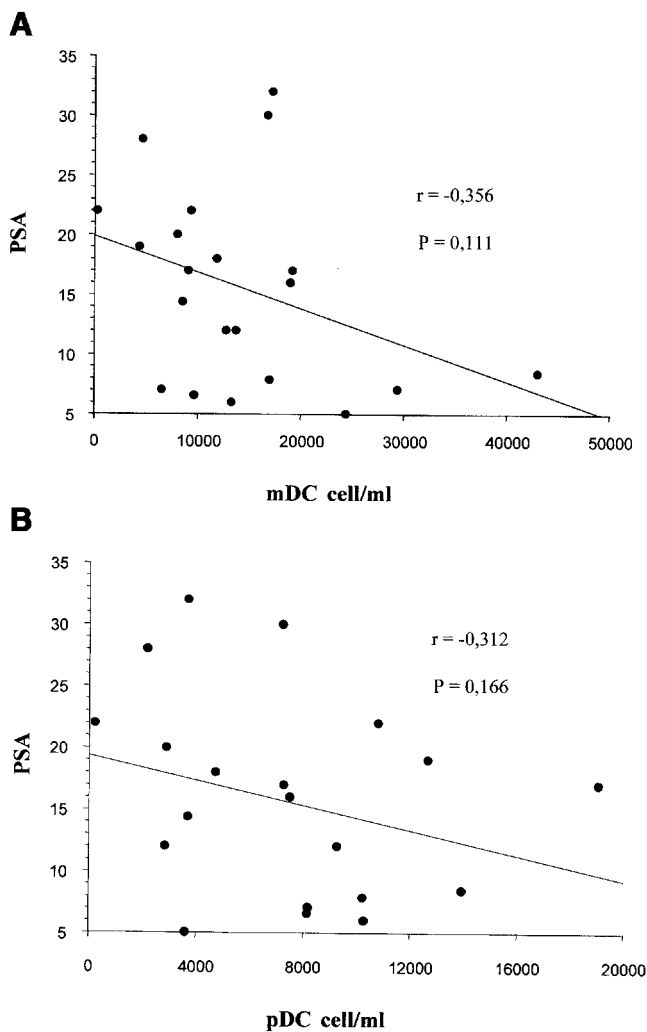 A
35
30
25
20
15
10
5
PSA
r = -0,356
P = 0,111
0 10000 20000 30000 40000 50000
mDC cell/ml
B
35
30
25
20
15
10
5
PSA
r = -0,312
P = 0,166
0 4000 8000 12000 16000 20000
pDC cell/ml